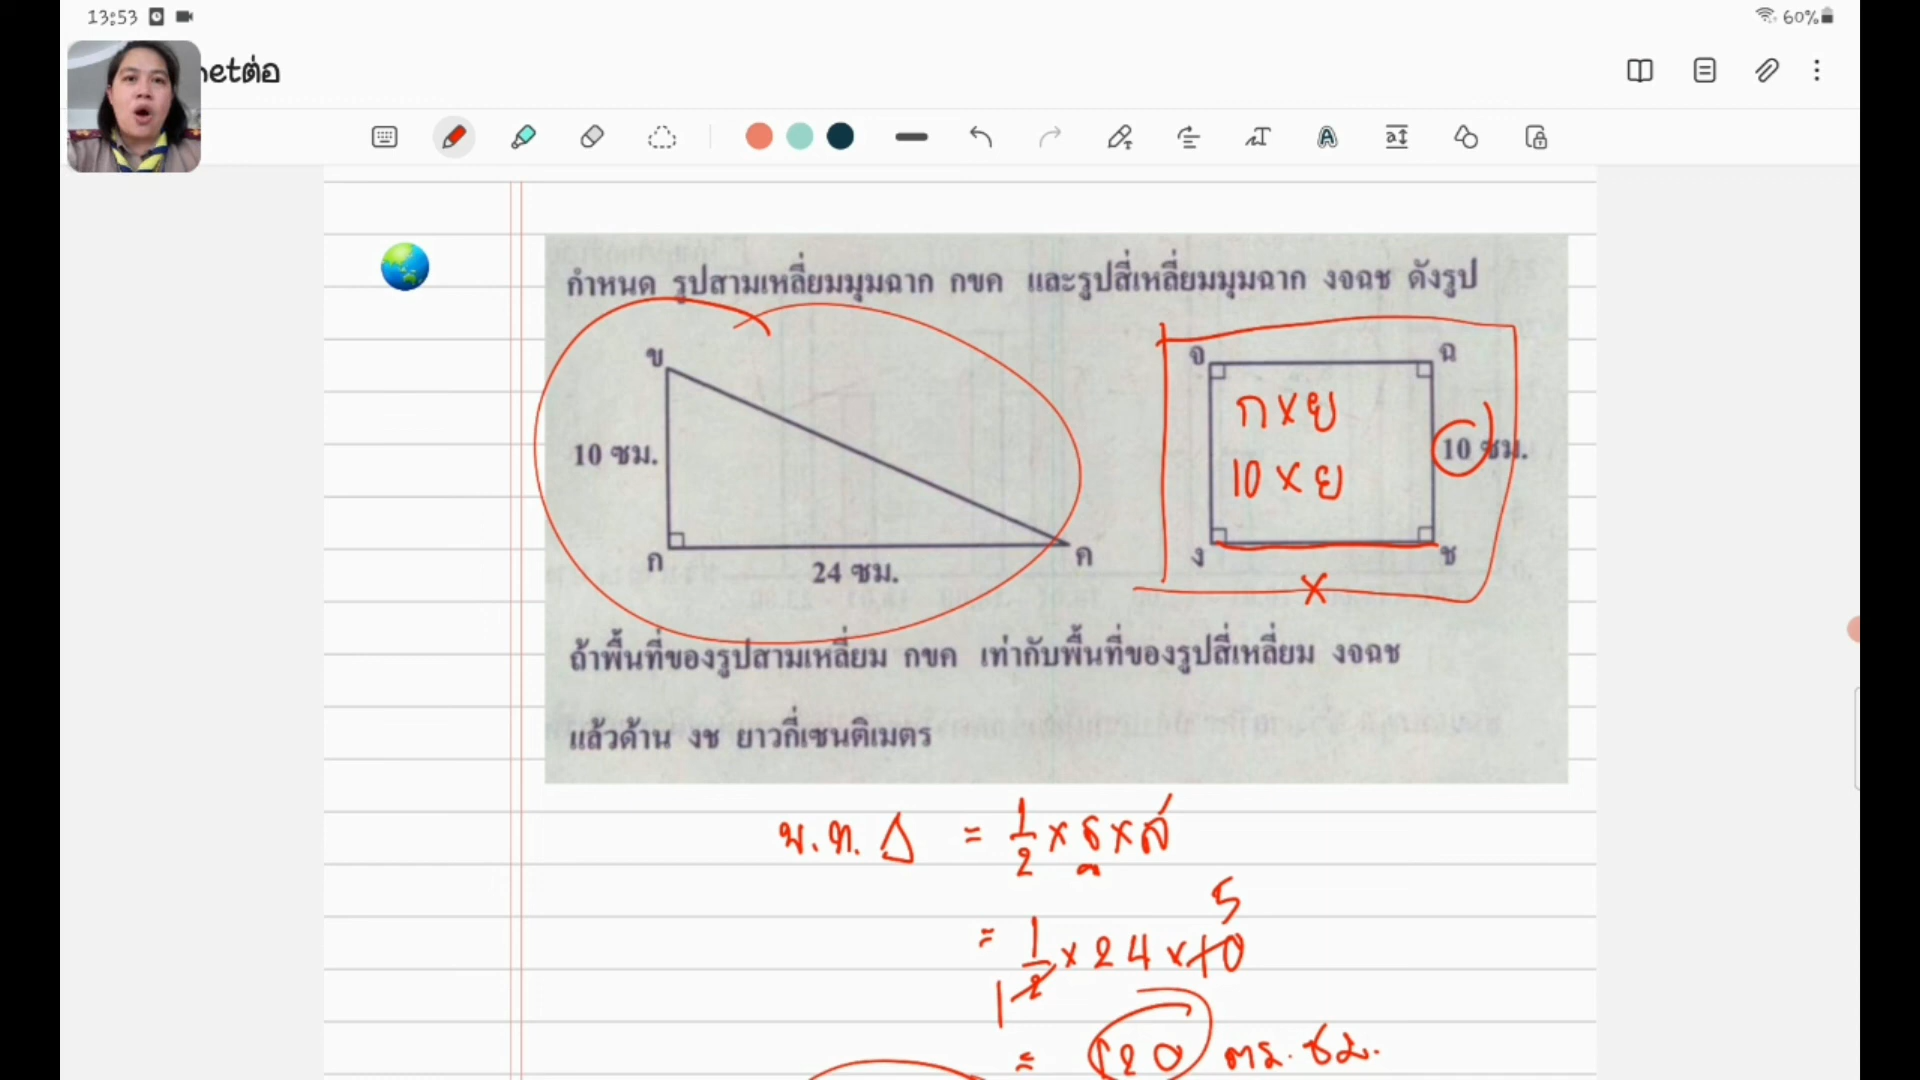 13:53
60%
netต่อ
กำหนด รูปสามเหลี่ยมมุมฉาก กขค และรูปสี่เหลี่ยมมุมฉาก งจฉช ดังรูป
ข
10 ซม.
ก
24 ซม.
ค
จ
ฉ
ก x ย
10 x ย
10 ซม.
ง
ช
x
ถ้าพื้นที่ของรูปสามเหลี่ยม กขค เท่ากับพื้นที่ของรูปสี่เหลี่ยม งจฉช
แล้วด้าน งช ยาวกี่เซนติเมตร
พ.ท. △ = 1/2 x ฐ x ส
5
= 1/2 x 24 x 10
1
= 120 ตร.ซม.